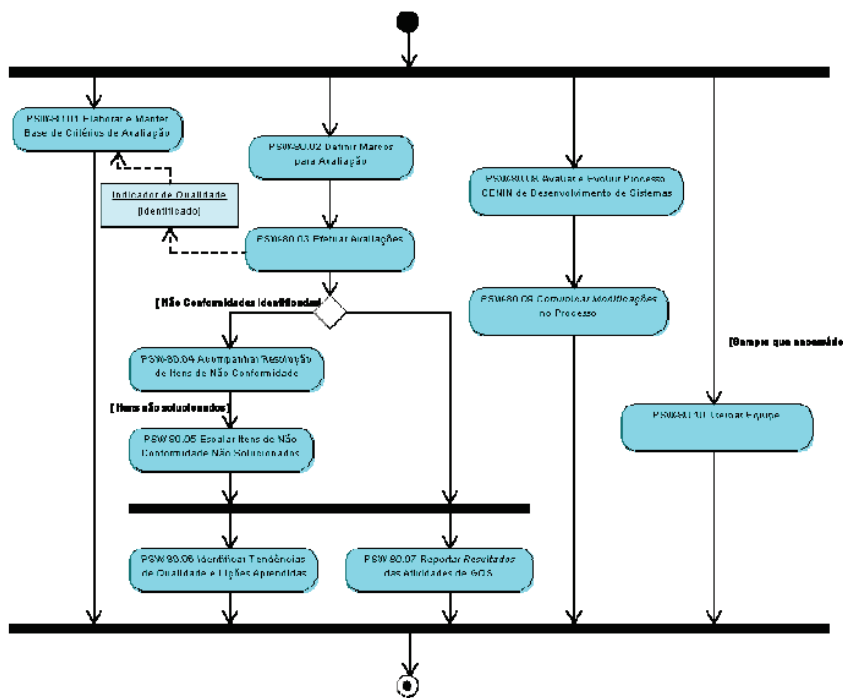 PSW-80.01 Elaborar e Manter
Base de Critérios de Avaliação
PSW-80.02 Definir Marcos
para Avaliação
Indicador de Qualidade
[Identificado]
PSW-80.03 Efetuar Avaliações
PSW-80.08 Avaliar e Evoluir Processo
CENIN de Desenvolvimento de Sistemas
[Não Conformidades Identificadas]
PSW-80.09 Comunicar Modificações
no Processo
PSW-80.04 Acompanhar Resolução
de Itens de Não Conformidade
[Sempre que necessário
[Itens não solucionados]
PSW-80.05 Escalar Itens de Não
Conformidade Não Solucionados
PSW-80.10 Treinar Equipe
PSW-80.06 Identificar Tendências
de Qualidade e Lições Aprendidas
PSW-80.07 Reportar Resultados
das Atividades de GQS